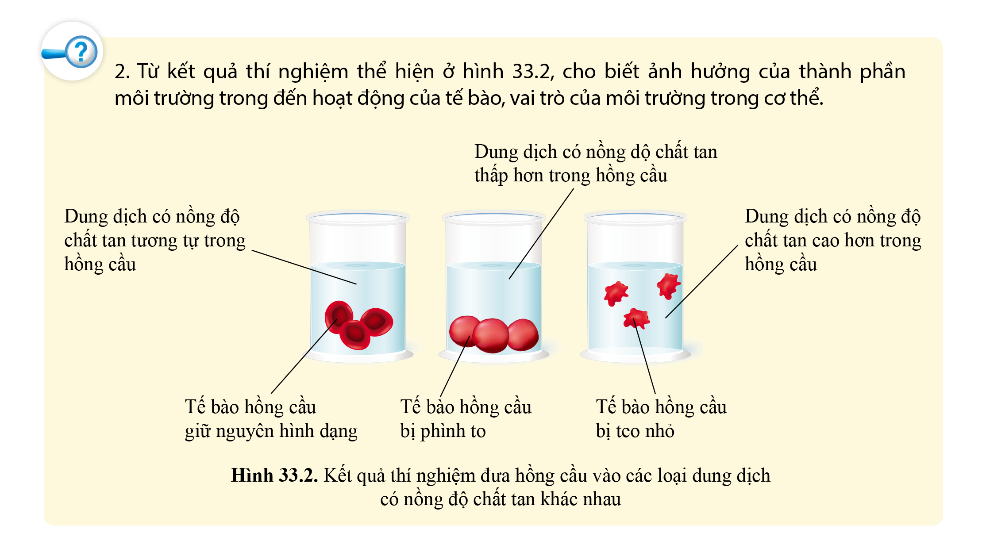 ?
2. Từ kết quả thí nghiệm thể hiện ở hình 33.2, cho biết ảnh hưởng của thành phần
môi trường trong đến hoạt động của tế bào, vai trò của môi trường trong cơ thể.
Dung dịch có nồng dộ chất tan
thấp hơn trong hồng cầu
Dung dịch có nồng độ
chất tan tương tự trong
hồng cầu
Dung dịch có nồng độ
chất tan cao hơn trong
hồng cầu
Tế bào hồng cầu
giữ nguyên hình dạng
Tế bào hồng cầu
bị phình to
Tế bào hồng cầu
bị tco nhỏ
Hình 33.2. Kết quả thí nghiệm dưa hồng cầu vào các loại dung dịch
có nồng độ chất tan khác nhau